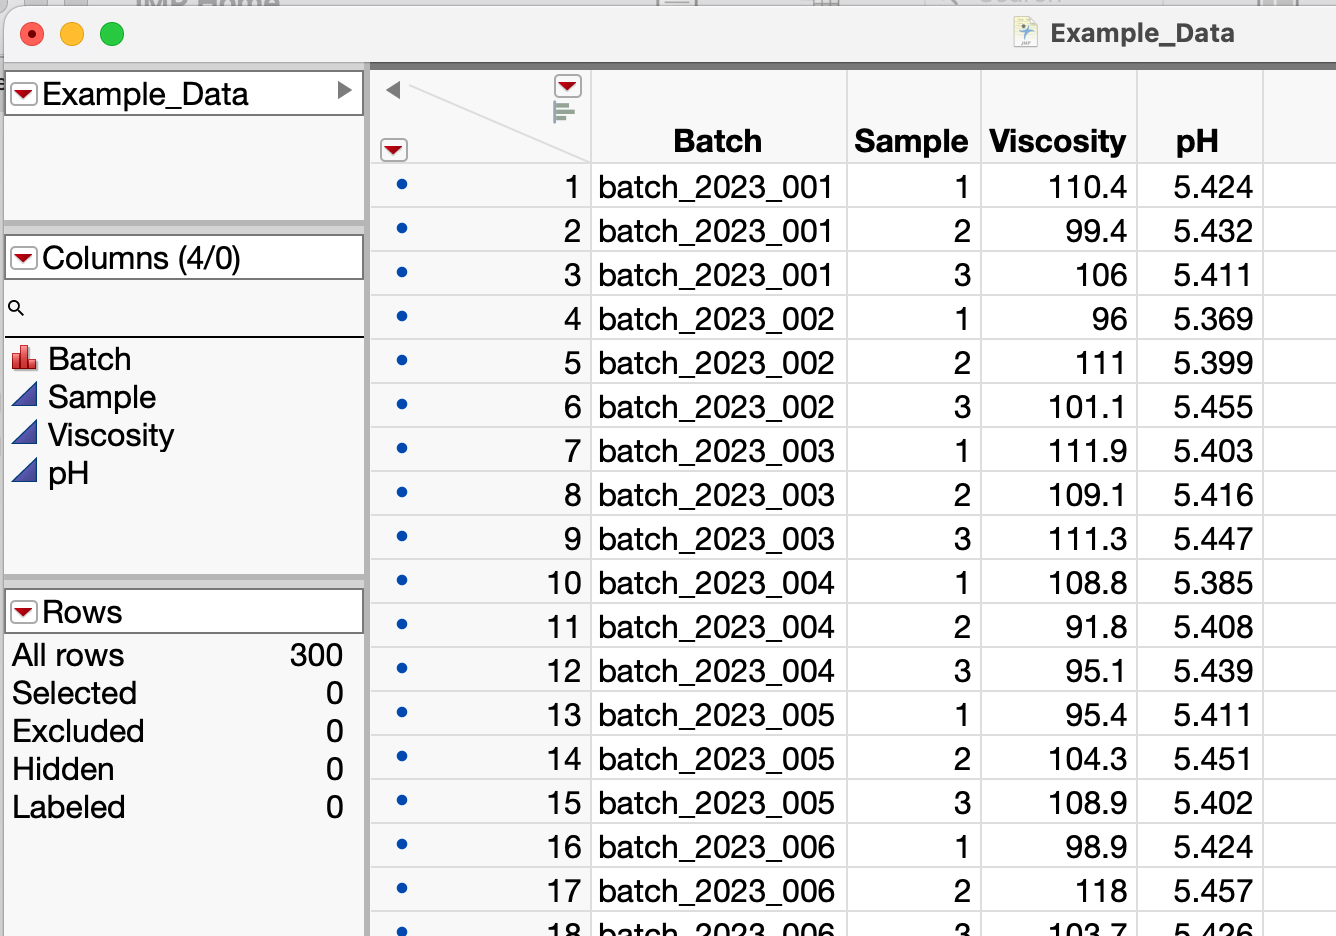 JMP Home
Search
Example_Data
Example_Data
Columns (4/0)
Batch
Sample
Viscosity
pH
Rows
All rows 300
Selected 0
Excluded 0
Hidden 0
Labeled 0
Batch Sample Viscosity pH
1 batch_2023_001 1 110.4 5.424
2 batch_2023_001 2 99.4 5.432
3 batch_2023_001 3 106 5.411
4 batch_2023_002 1 96 5.369
5 batch_2023_002 2 111 5.399
6 batch_2023_002 3 101.1 5.455
7 batch_2023_003 1 111.9 5.403
8 batch_2023_003 2 109.1 5.416
9 batch_2023_003 3 111.3 5.447
10 batch_2023_004 1 108.8 5.385
11 batch_2023_004 2 91.8 5.408
12 batch_2023_004 3 95.1 5.439
13 batch_2023_005 1 95.4 5.411
14 batch_2023_005 2 104.3 5.451
15 batch_2023_005 3 108.9 5.402
16 batch_2023_006 1 98.9 5.424
17 batch_2023_006 2 118 5.457
18 batch_2023_006 3 103.7 5.426